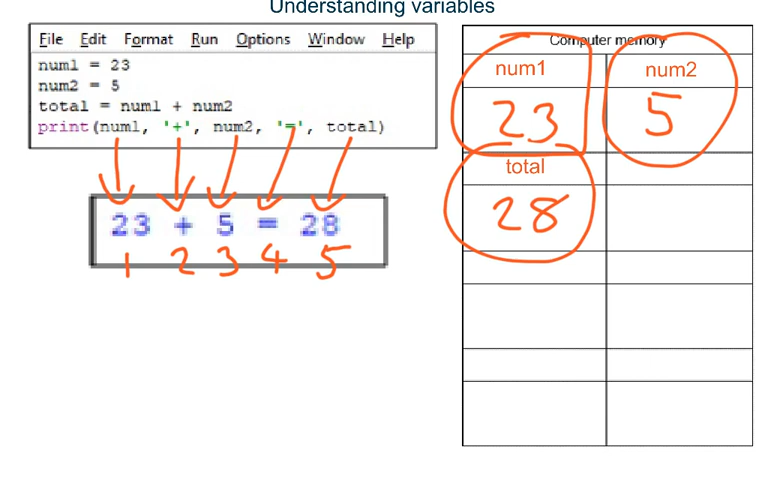 Understanding variables
File Edit Format Run Options Window Help
num1 = 23
num2 = 5
total = num1 + num2
print(num1, '+', num2, '=', total)
23 + 5 = 28
1 2 3 4 5
Computer memory
num1 num2
23 5
total
28